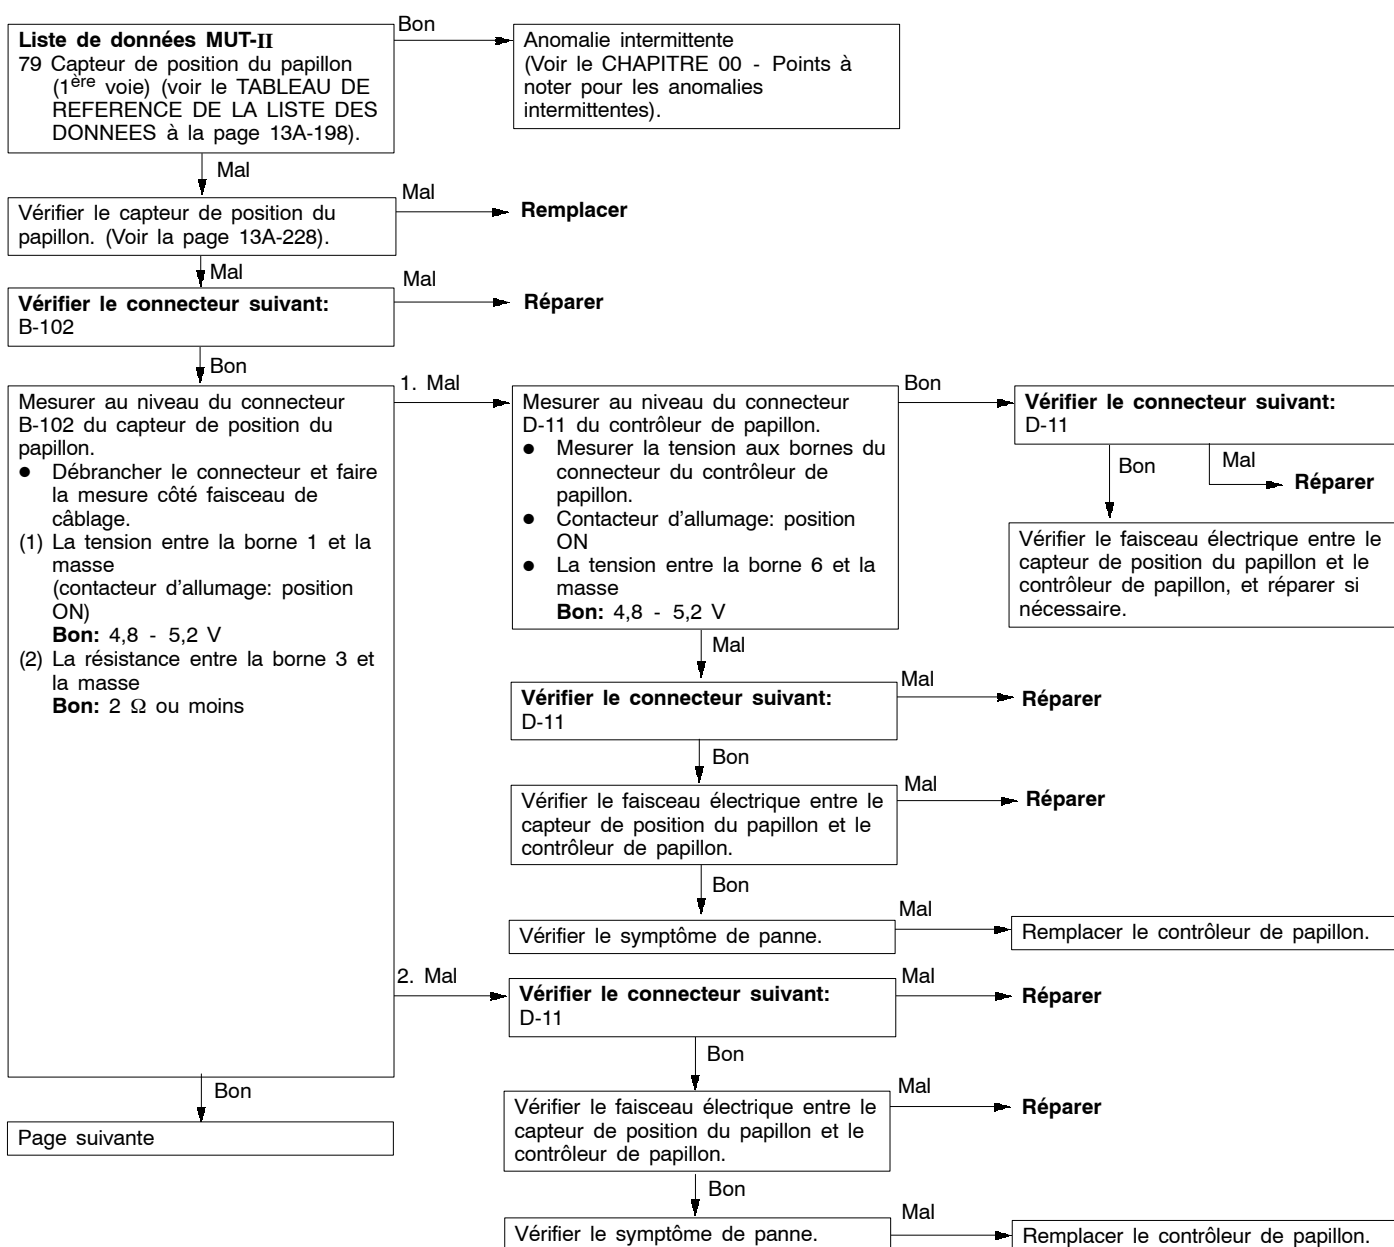 Liste de données MUT-II
79 Capteur de position du papillon
(1ère voie) (voir le TABLEAU DE
REFERENCE DE LA LISTE DES
DONNEES à la page 13A-198).
Bon
Anomalie intermittente
(Voir le CHAPITRE 00 - Points à
noter pour les anomalies
intermittentes).
Mal
Vérifier le capteur de position du
papillon. (Voir la page 13A-228).
Mal
Remplacer
Mal
Vérifier le connecteur suivant:
B-102
Mal
Réparer
Bon
Mesurer au niveau du connecteur
B-102 du capteur de position du
papillon.
● Débrancher le connecteur et faire
la mesure côté faisceau de
câblage.
(1) La tension entre la borne 1 et la
masse
(contacteur d'allumage: position
ON)
Bon: 4,8 - 5,2 V
(2) La résistance entre la borne 3 et
la masse
Bon: 2 Ω ou moins
1. Mal
Mesurer au niveau du connecteur
D-11 du contrôleur de papillon.
● Mesurer la tension aux bornes du
connecteur du contrôleur de
papillon.
● Contacteur d'allumage: position
ON
● La tension entre la borne 6 et la
masse
Bon: 4,8 - 5,2 V
Bon
Vérifier le connecteur suivant:
D-11
Bon
Mal
Réparer
Vérifier le faisceau électrique entre le
capteur de position du papillon et le
contrôleur de papillon, et réparer si
nécessaire.
Mal
Vérifier le connecteur suivant:
D-11
Mal
Réparer
Bon
Vérifier le faisceau électrique entre le
capteur de position du papillon et le
contrôleur de papillon.
Mal
Réparer
Bon
Vérifier le symptôme de panne.
Mal
Remplacer le contrôleur de papillon.
2. Mal
Vérifier le connecteur suivant:
D-11
Mal
Réparer
Bon
Vérifier le faisceau électrique entre le
capteur de position du papillon et le
contrôleur de papillon.
Mal
Réparer
Bon
Vérifier le symptôme de panne.
Mal
Remplacer le contrôleur de papillon.
Bon
Page suivante